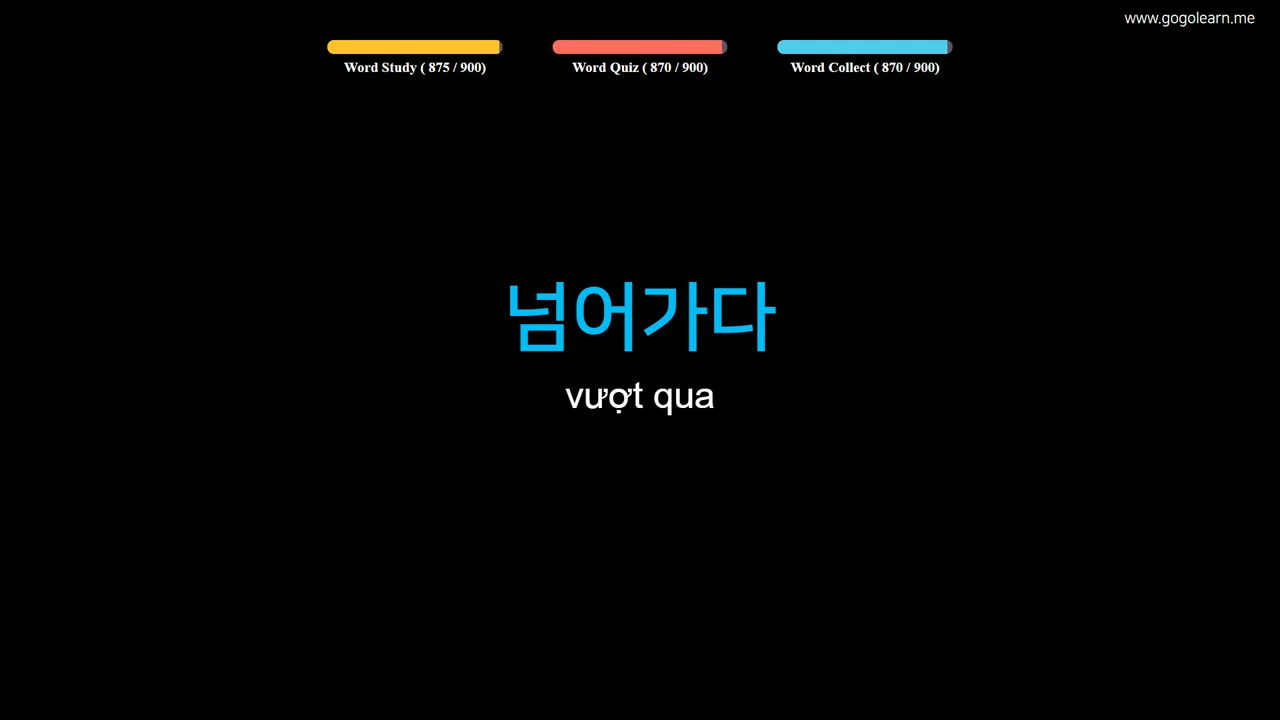 www.gogolearn.me
Word Study ( 875 / 900)
Word Quiz ( 870 / 900)
Word Collect ( 870 / 900)
넘어가다
vượt qua